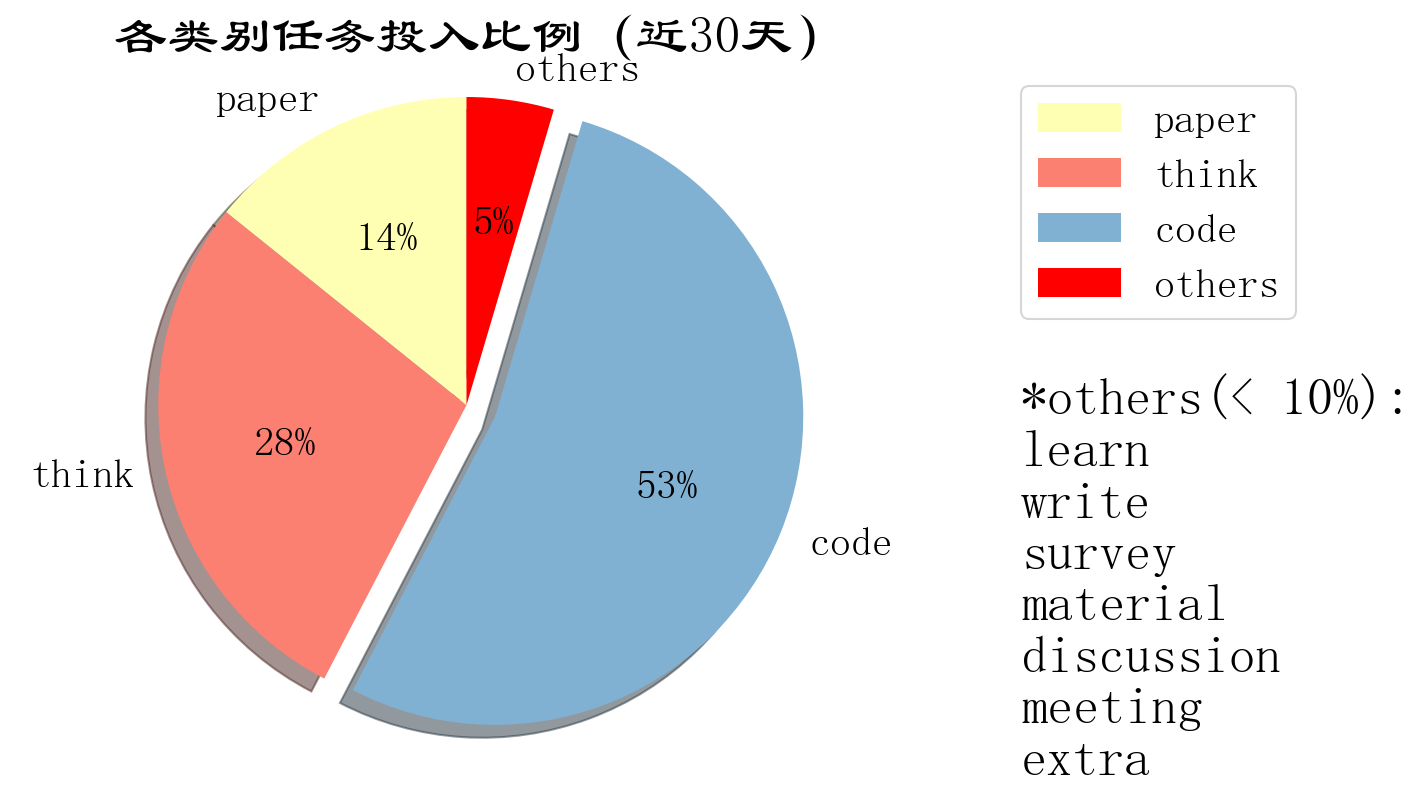 各类别任务投入比例 (近30天)
others
paper
14%
5%
28%
think
53%
code
paper
think
code
others
*others(< 10%):
learn
write
survey
material
discussion
meeting
extra